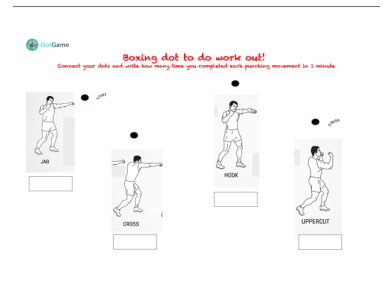 GotGame
Boxing dot to do work out!
Connect your dots and write how many time you completed each punching movement in 1 minute
START
JAB
CROSS
HOOK
UPPERCUT